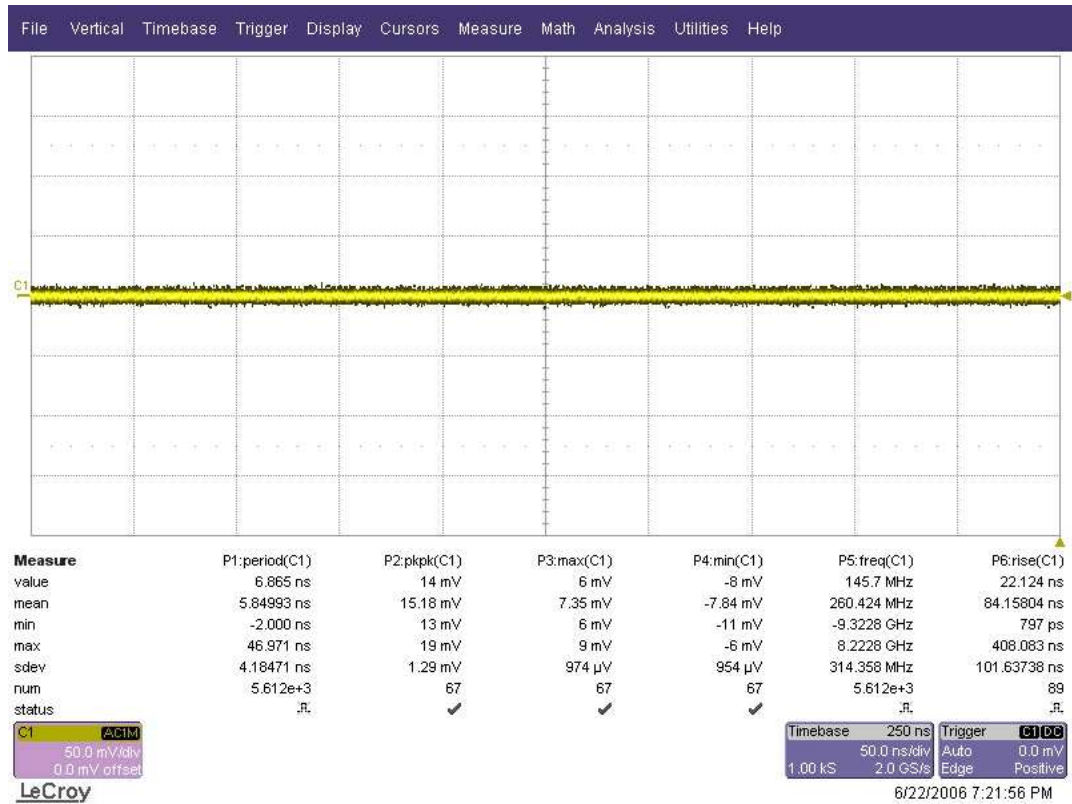 File Vertical Timebase Trigger Display Cursors Measure Math Analysis Utilities Help
C1
Measure P1:period(C1) P2:pkpk(C1) P3:max(C1) P4:min(C1) P5:freq(C1) P6:rise(C1)
value 6.865 ns 14 mV 6 mV -8 mV 145.7 MHz 22.124 ns
mean 5.84993 ns 15.18 mV 7.35 mV -7.84 mV 260.424 MHz 84.15804 ns
min -2.000 ns 13 mV 6 mV -11 mV -9.3228 GHz 797 ps
max 46.971 ns 19 mV 9 mV -6 mV 8.2228 GHz 408.083 ns
sdev 4.18471 ns 1.29 mV 974 µV 954 µV 314.358 MHz 101.63738 ns
num 5.612e+3 67 67 67 5.612e+3 89
status
C1 AC1M
50.0 mV/div
0.0 mV offset
Timebase 250 ns
50.0 ns/div
1.00 kS 2.0 GS/s
Trigger C1 DC
Auto 0.0 mV
Edge Positive
LeCroy
6/22/2006 7:21:56 PM